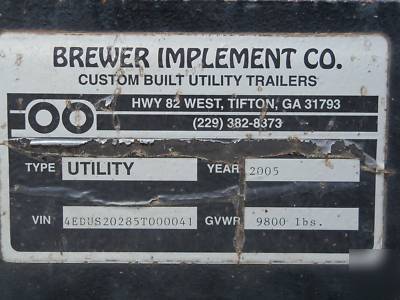 BREWER IMPLEMENT CO.
CUSTOM BUILT UTILITY TRAILERS
HWY 82 WEST, TIFTON, GA 31793
(229) 382-8373
TYPE UTILITY YEAR 2005
VIN 4EDUS20285T000041 GVWR 9800 lbs.